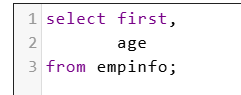 1 select first,
2 age
3 from empinfo;